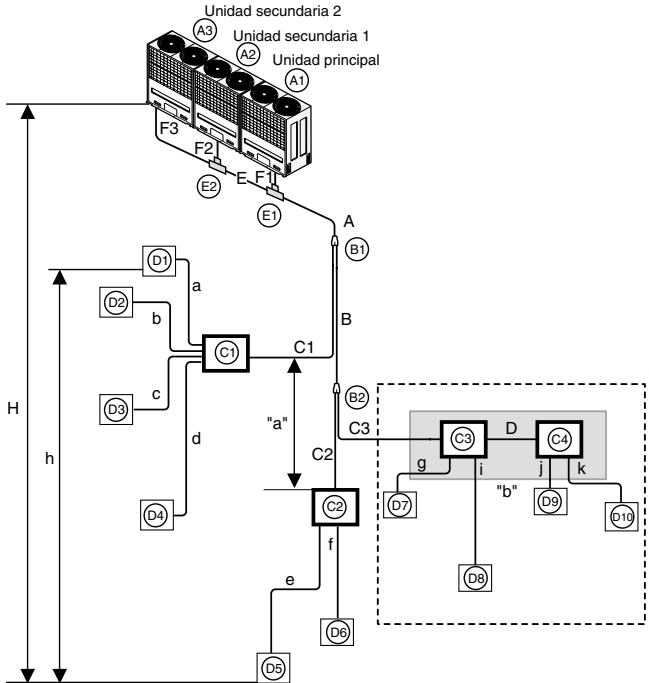 Unidad secundaria 2
A3
Unidad secundaria 1
A2
Unidad principal
A1
F3
F2
E
F1
E2
E1
A
B1
D1
a
D2
b
B
C1
C1
B2
c
"a"
H
D3
h
d
C3
C3
D
C4
C2
g
i
j
k
"b"
D7
D9
D10
D4
C2
f
D8
e
D6
D5